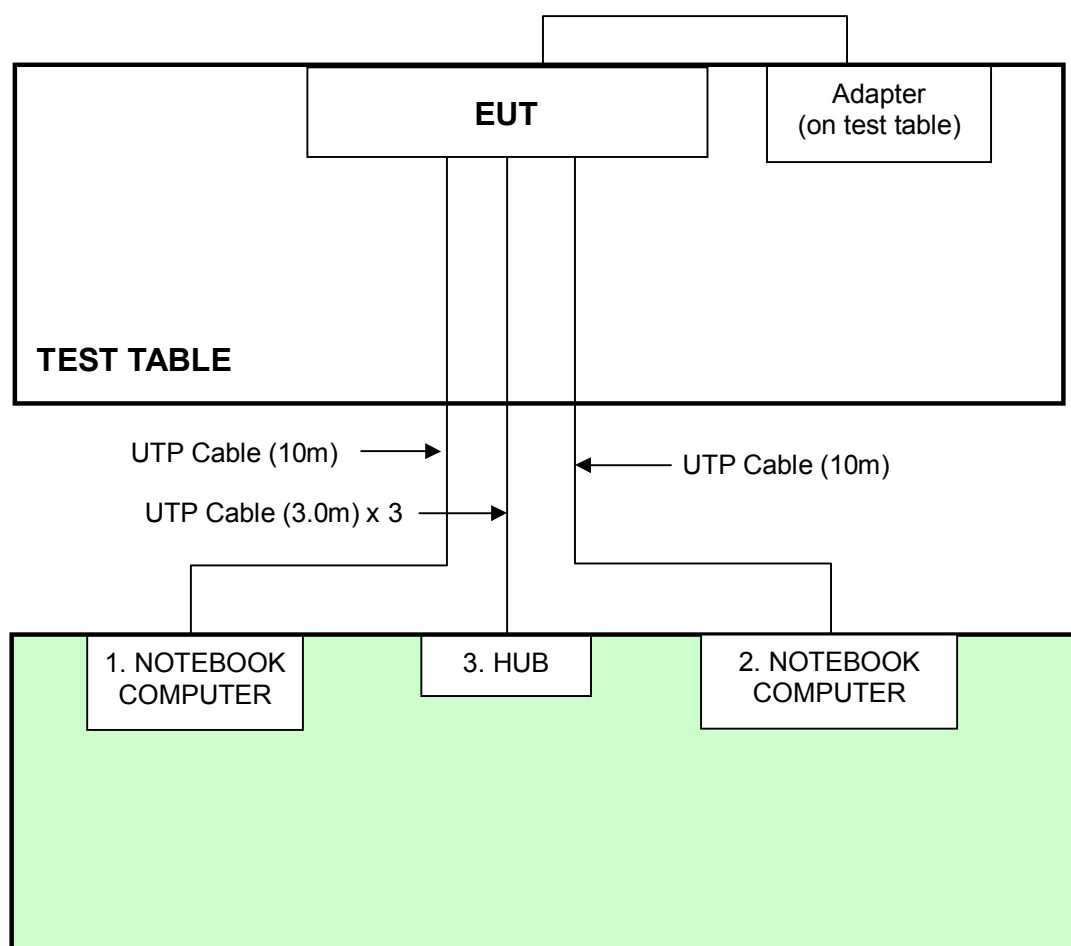 EUT
Adapter
(on test table)
TEST TABLE
UTP Cable (10m)
UTP Cable (10m)
UTP Cable (3.0m) x 3
1. NOTEBOOK
COMPUTER
3. HUB
2. NOTEBOOK
COMPUTER